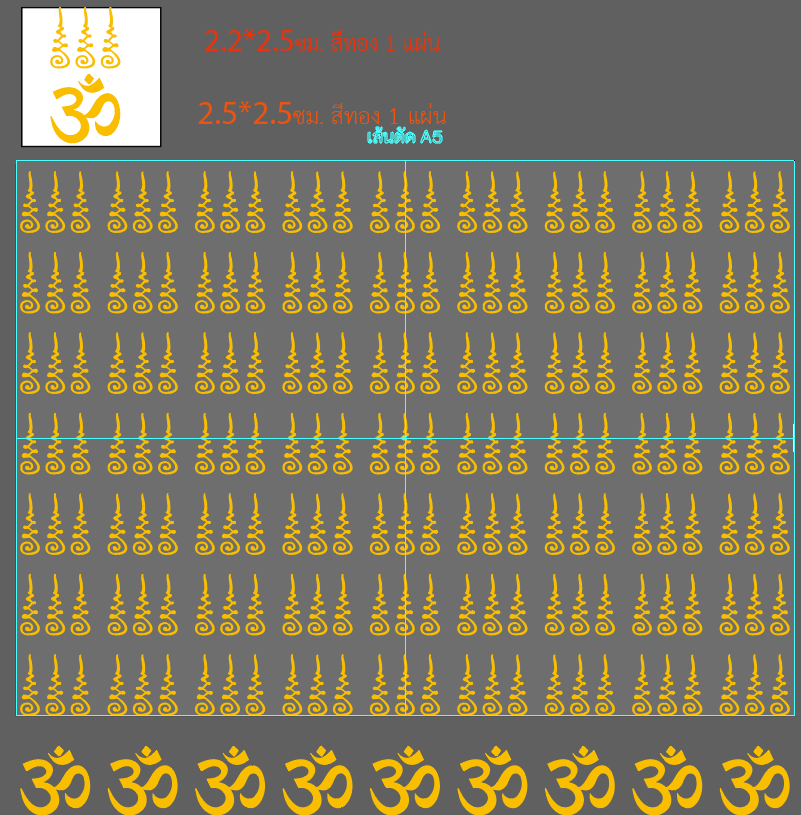 2.2*2.5ซม. สีทอง 1 แผ่น
2.5*2.5ซม. สีทอง 1 แผ่น
เส้นตัด A5
ॐ
ॐ ॐ ॐ ॐ ॐ ॐ ॐ ॐ ॐ